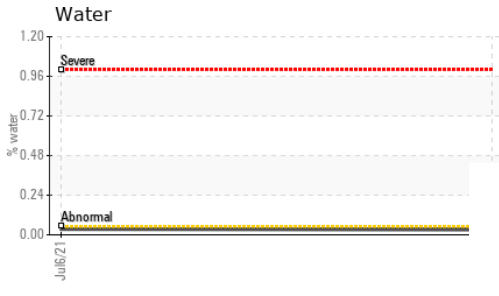 Water
1.20
Severe
0.96
0.72
% water
0.48
0.24
Abnormal
0.00
Jul6/21